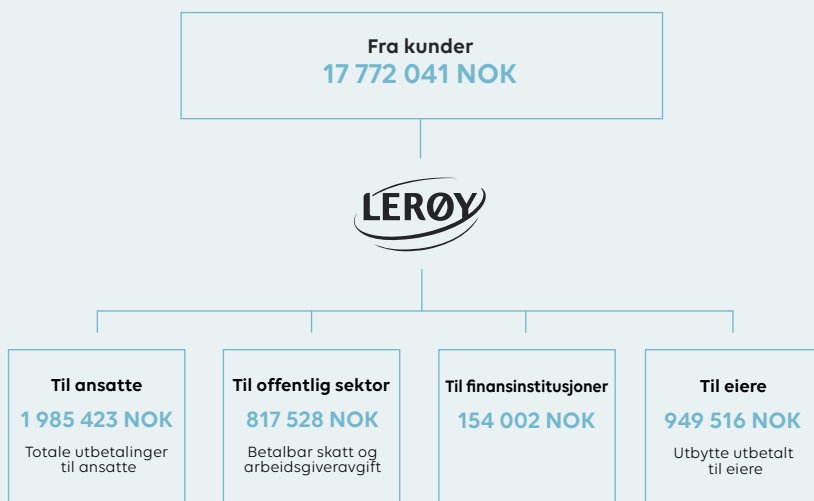 Fra kunder
17 772 041 NOK
LERØY
Til ansatte
1 985 423 NOK
Totale utbetalinger
til ansatte
Til offentlig sektor
817 528 NOK
Betalbar skatt og
arbeidsgiveravgift
Til finansinstitusjoner
154 002 NOK
Til eiere
949 516 NOK
Utbytte utbetalt
til eiere